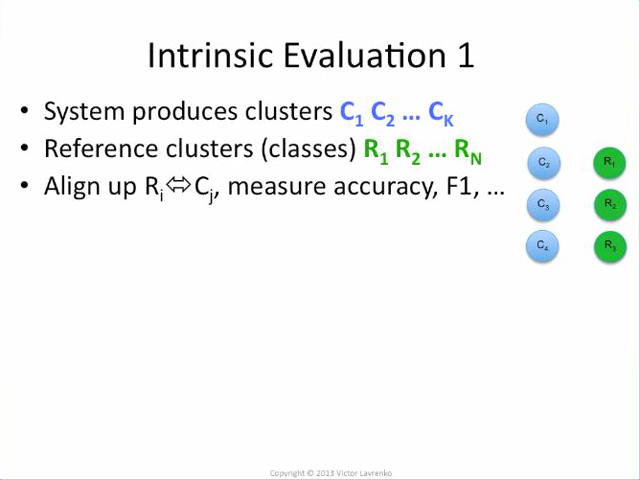 Intrinsic Evaluation 1
• System produces clusters C1 C2 ... CK
• Reference clusters (classes) R1 R2 ... RN
• Align up Ri⇔Cj, measure accuracy, F1, ...
C1
C2 R1
C3 R2
C4 R3
Copyright © 2013 Victor Lavrenko